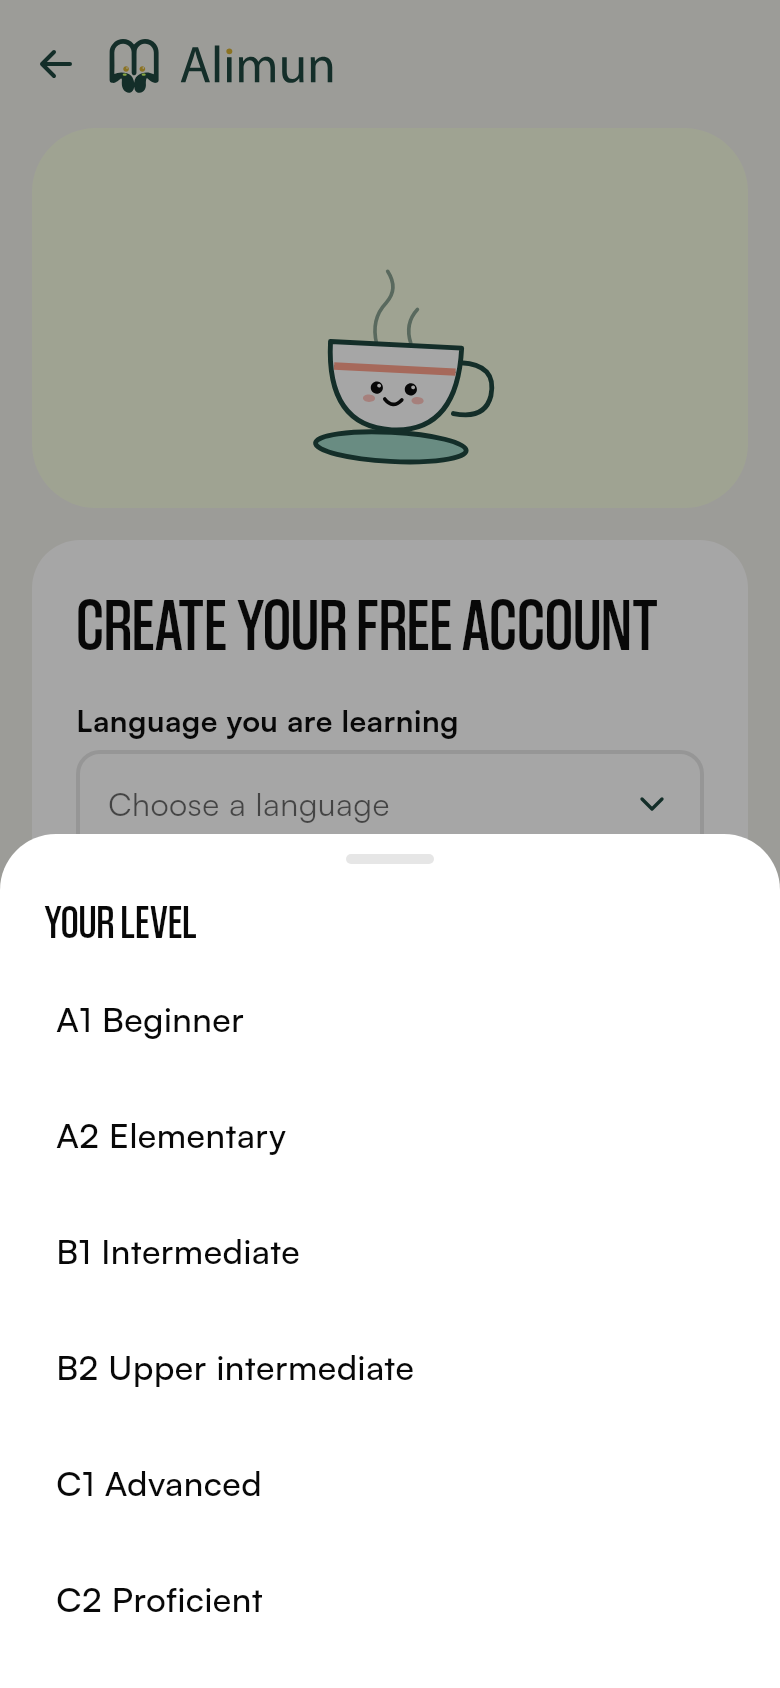 Alimun
CREATE YOUR FREE ACCOUNT
Language you are learning
Choose a language
YOUR LEVEL
A1 Beginner
A2 Elementary
B1 Intermediate
B2 Upper intermediate
C1 Advanced
C2 Proficient